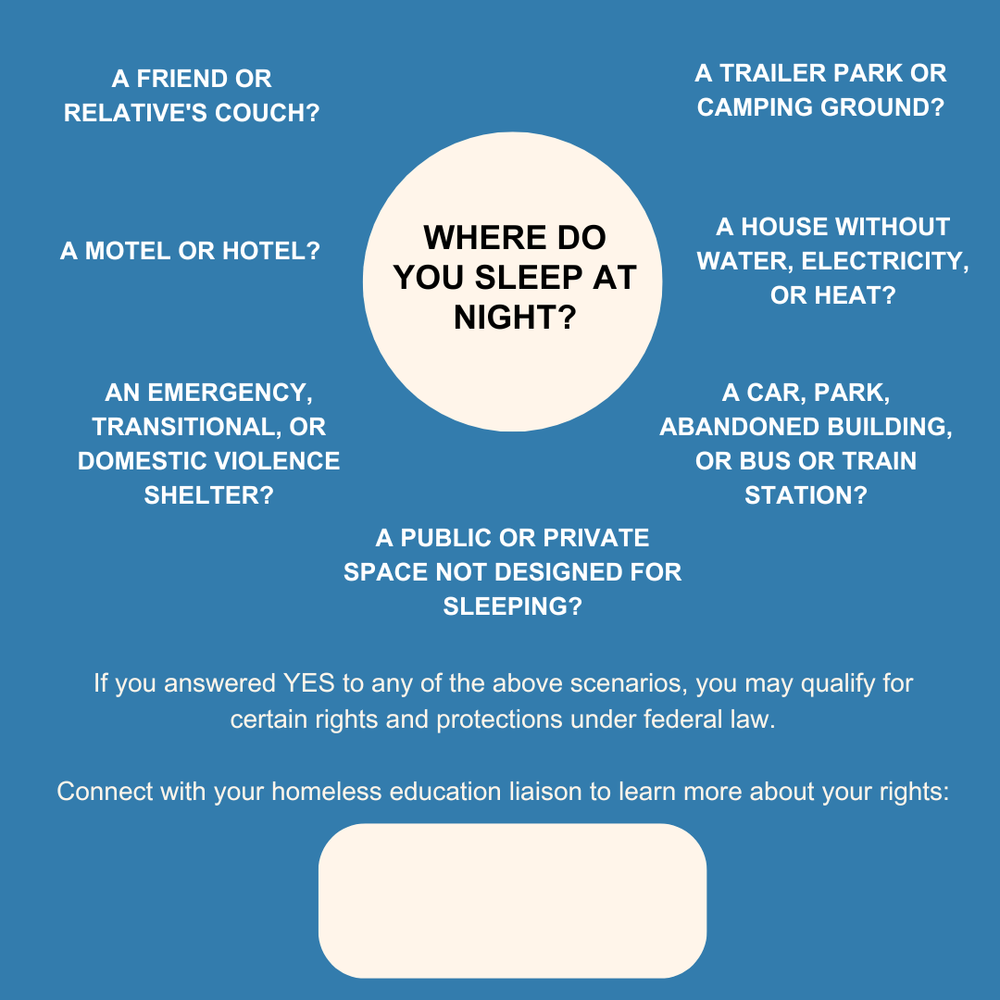 A FRIEND OR
RELATIVE'S COUCH?
A TRAILER PARK OR
CAMPING GROUND?
WHERE DO
YOU SLEEP AT
NIGHT?
A MOTEL OR HOTEL?
A HOUSE WITHOUT
WATER, ELECTRICITY,
OR HEAT?
AN EMERGENCY,
TRANSITIONAL, OR
DOMESTIC VIOLENCE
SHELTER?
A CAR, PARK,
ABANDONED BUILDING,
OR BUS OR TRAIN
STATION?
A PUBLIC OR PRIVATE
SPACE NOT DESIGNED FOR
SLEEPING?
If you answered YES to any of the above scenarios, you may qualify for
certain rights and protections under federal law.
Connect with your homeless education liaison to learn more about your rights: